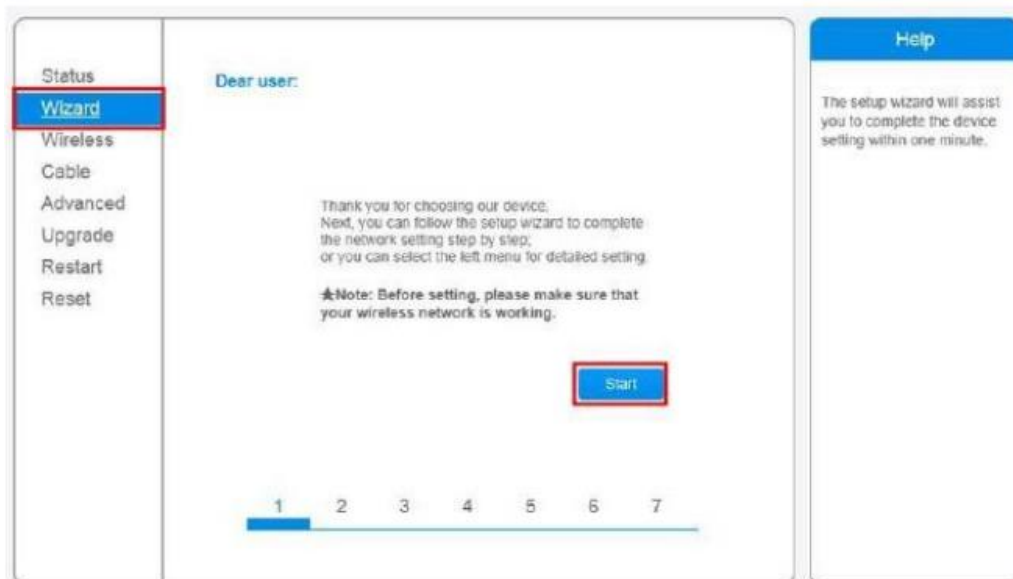 Status
Wizard
Wireless
Cable
Advanced
Upgrade
Restart
Reset
Dear user:
Thank you for choosing our device,
Next, you can follow the setup wizard to complete
the network setting step by step;
or you can select the left menu for detailed setting.
★Note: Before setting, please make sure that
your wireless network is working.
Start
1 2 3 4 5 6 7
Help
The setup wizard will assist
you to complete the device
setting within one minute.